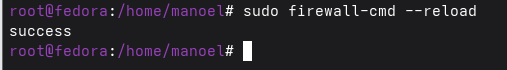 root@fedora:/home/manoel# sudo firewall-cmd --reload
success
root@fedora:/home/manoel#